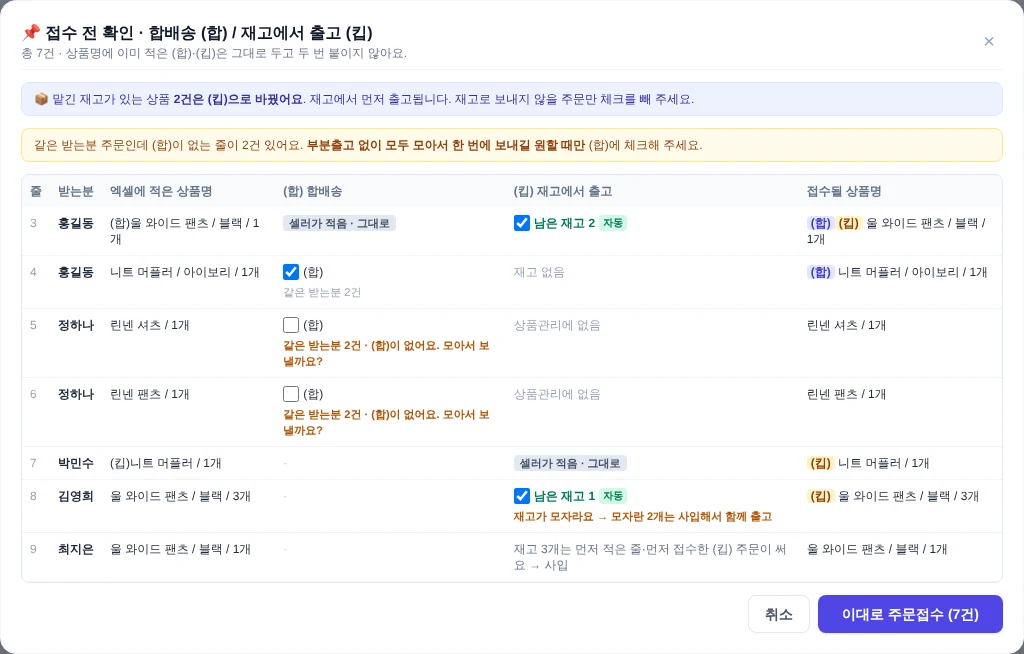 📌 접수 전 확인 · 합배송 (합) / 재고에서 출고 (킵)
총 7건 · 상품명에 이미 적은 (합)·(킵)은 그대로 두고 두 번 붙이지 않아요.
×
📦 맡긴 재고가 있는 상품 2건은 (킵)으로 바꿨어요. 재고에서 먼저 출고됩니다. 재고로 보내지 않을 주문만 체크를 빼 주세요.
같은 받는분 주문인데 (합)이 없는 줄이 2건 있어요. 부분출고 없이 모두 모아서 한 번에 보내길 원할 때만 (합)에 체크해 주세요.
줄 받는분 엑셀에 적은 상품명 (합) 합배송 (킵) 재고에서 출고 접수될 상품명
3 홍길동 (합)울 와이드 팬츠 / 블랙 / 1 셀러가 적음 · 그대로 남은 재고 2 자동 (합) (킵) 울 와이드 팬츠 / 블랙 /
개 1개
4 홍길동 니트 머플러 / 아이보리 / 1개 (합) 재고 없음 (합) 니트 머플러 / 아이보리 / 1개
같은 받는분 2건
5 정하나 린넨 셔츠 / 1개 (합) 상품관리에 없음 린넨 셔츠 / 1개
같은 받는분 2건 · (합)이 없어요. 모아서 보
낼까요?
6 정하나 린넨 팬츠 / 1개 (합) 상품관리에 없음 린넨 팬츠 / 1개
같은 받는분 2건 · (합)이 없어요. 모아서 보
낼까요?
7 박민수 (킵)니트 머플러 / 1개 - 셀러가 적음 · 그대로 (킵) 니트 머플러 / 1개
8 김영희 울 와이드 팬츠 / 블랙 / 3개 - 남은 재고 1 자동 (킵) 울 와이드 팬츠 / 블랙 / 3개
재고가 모자라요 → 모자란 2개는 사입해서 함께 출고
9 최지은 울 와이드 팬츠 / 블랙 / 1개 - 재고 3개는 먼저 적은 줄·먼저 접수한 (킵) 주문이 써 울 와이드 팬츠 / 블랙 / 1개
요 → 사입
취소 이대로 주문접수 (7건)